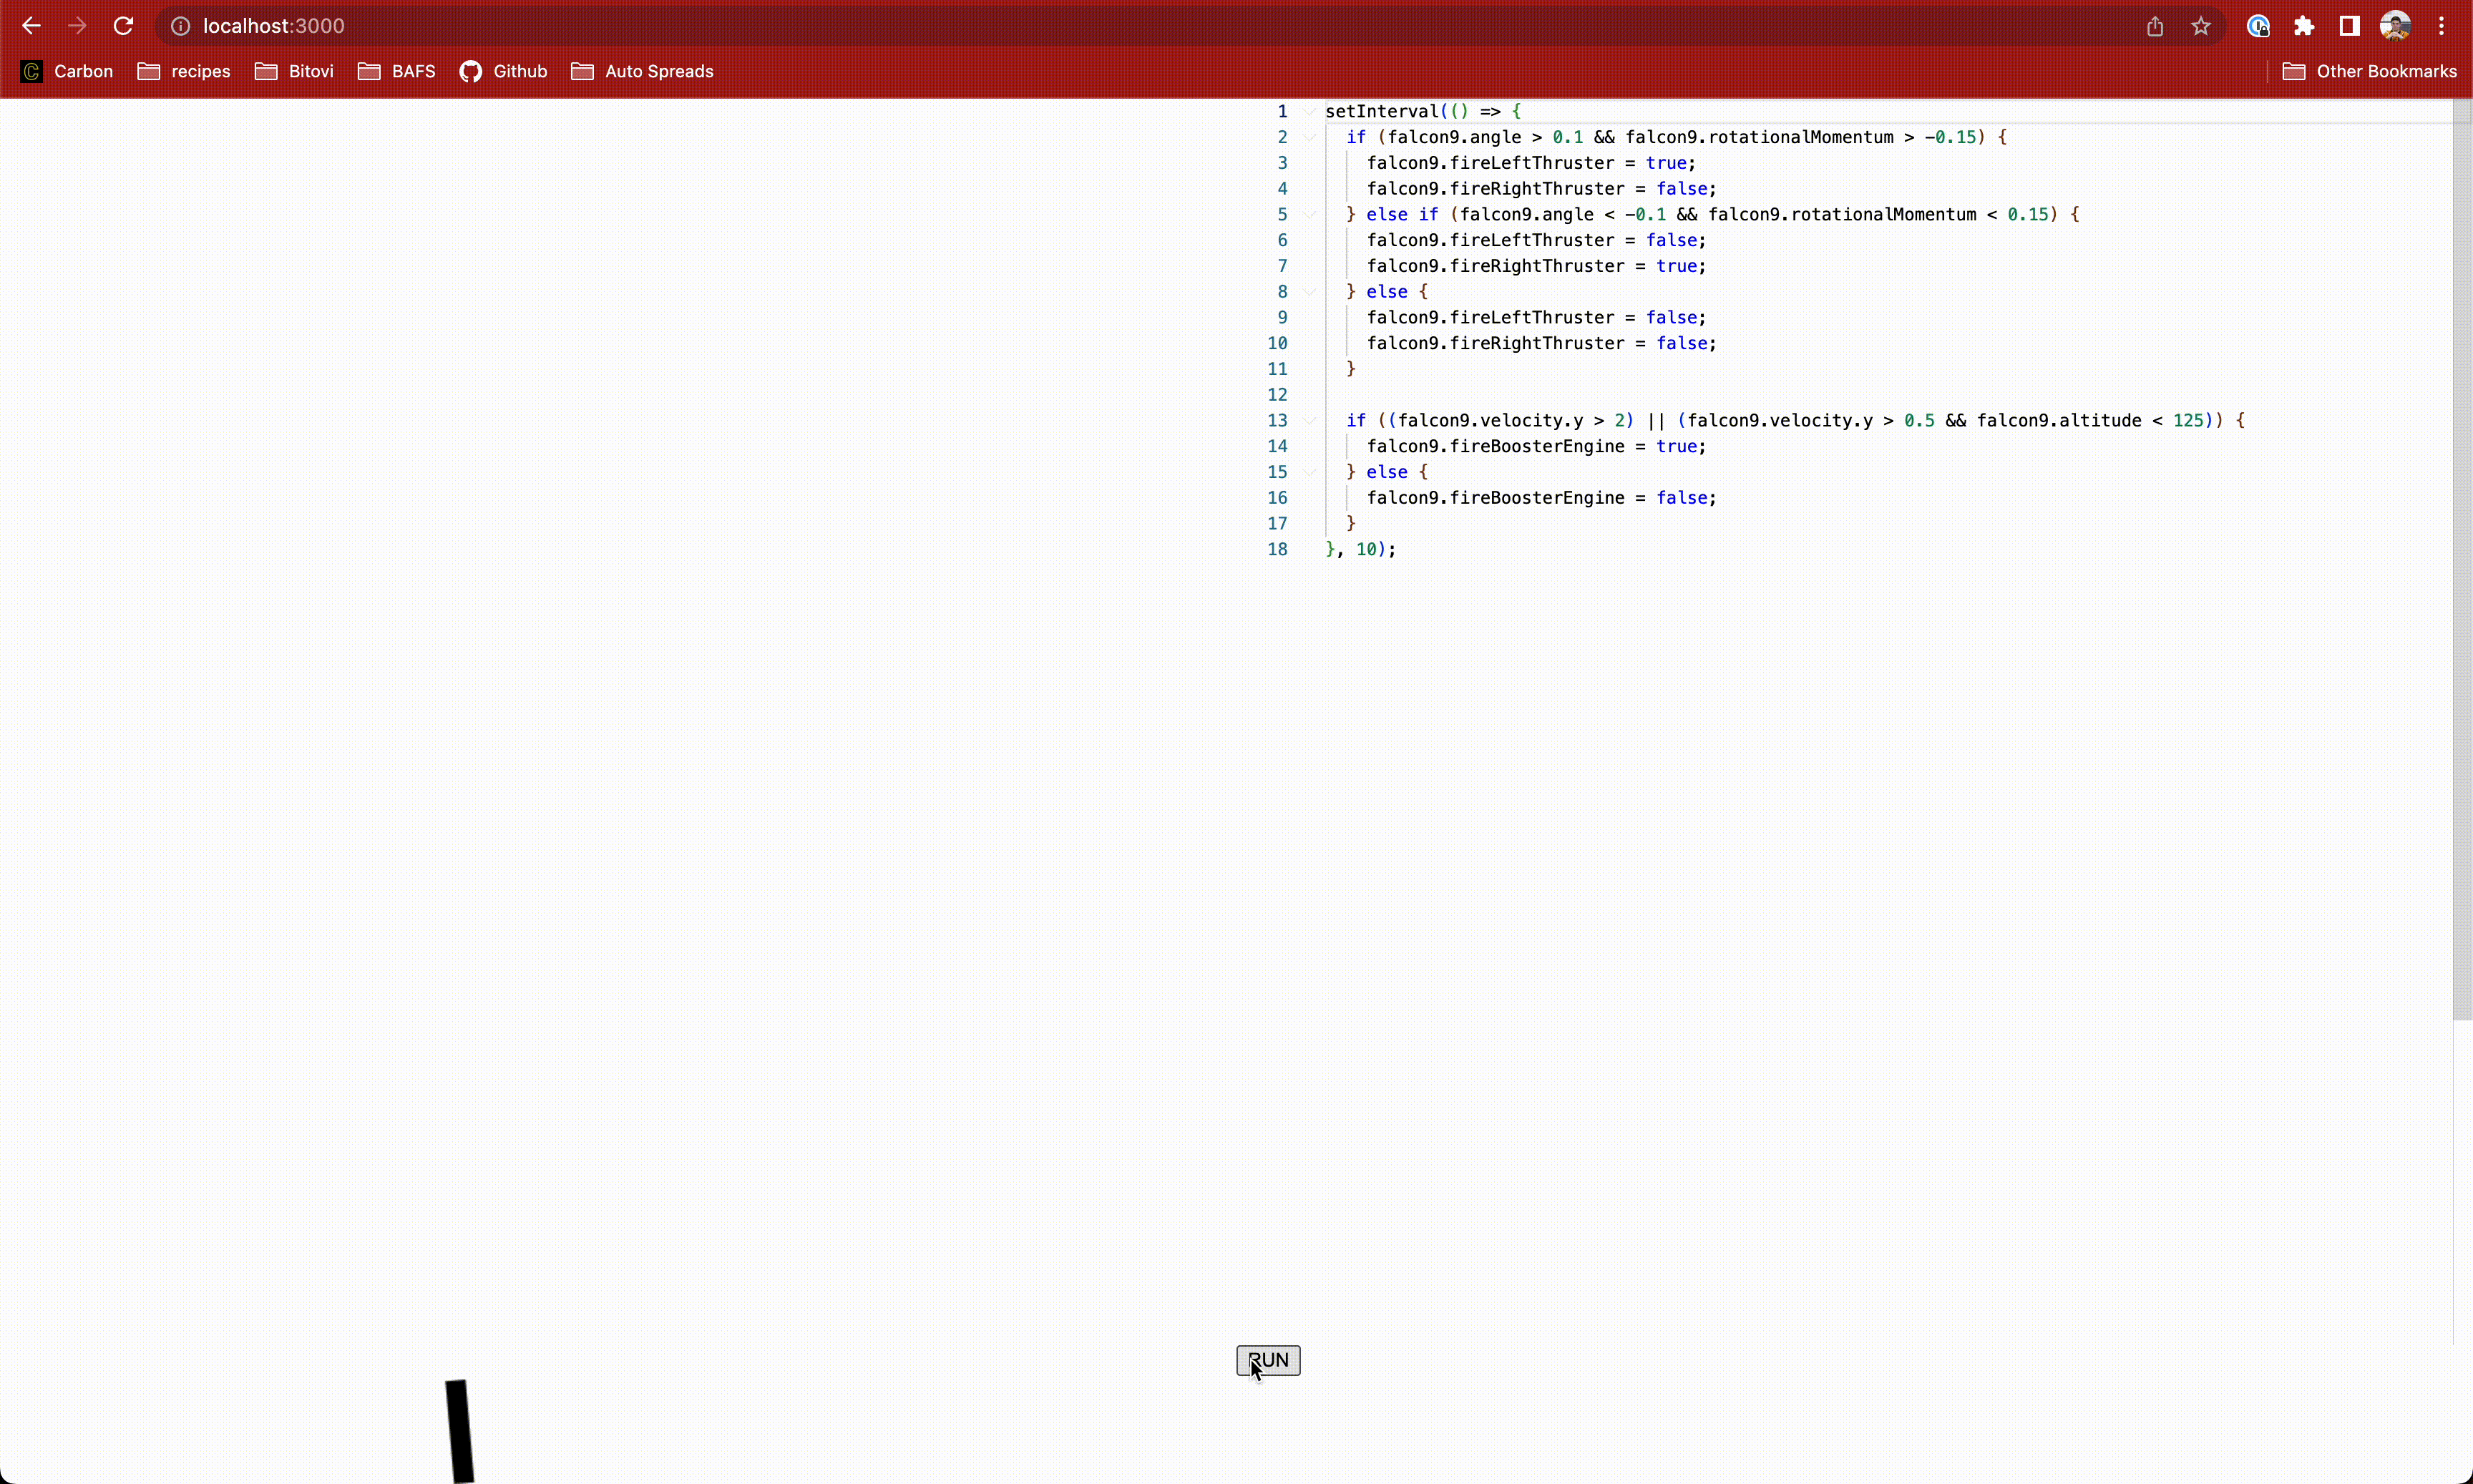 localhost:3000
Carbon recipes Bitovi BAFS Github Auto Spreads Other Bookmarks
1 setInterval(() => {
2 if (falcon9.angle > 0.1 && falcon9.rotationalMomentum > -0.15) {
3 falcon9.fireLeftThruster = true;
4 falcon9.fireRightThruster = false;
5 } else if (falcon9.angle < -0.1 && falcon9.rotationalMomentum < 0.15) {
6 falcon9.fireLeftThruster = false;
7 falcon9.fireRightThruster = true;
8 } else {
9 falcon9.fireLeftThruster = false;
10 falcon9.fireRightThruster = false;
11 }
12
13 if ((falcon9.velocity.y > 2) || (falcon9.velocity.y > 0.5 && falcon9.altitude < 125)) {
14 falcon9.fireBoosterEngine = true;
15 } else {
16 falcon9.fireBoosterEngine = false;
17 }
18 }, 10);
RUN